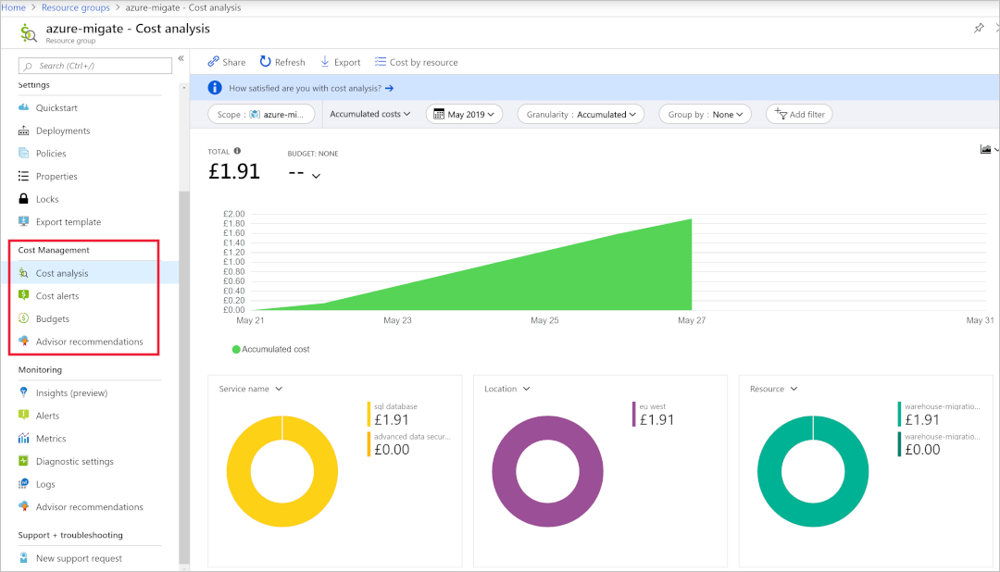 Home > Resource groups > azure-migate - Cost analysis
azure-migate - Cost analysis
Resource group
Search (Ctrl+/)
«
Settings
Quickstart
Deployments
Policies
Properties
Locks
Export template
Cost Management
Cost analysis
Cost alerts
Budgets
Advisor recommendations
Monitoring
Insights (preview)
Alerts
Metrics
Diagnostic settings
Logs
Advisor recommendations
Support + troubleshooting
New support request
Share Refresh Export Cost by resource
How satisfied are you with cost analysis? →
Scope : azure-mi... Accumulated costs May 2019 Granularity : Accumulated Group by : None Add filter
TOTAL BUDGET: NONE
£1.91 --
£2.00
£1.80
£1.60
£1.40
£1.20
£1.00
£0.80
£0.60
£0.40
£0.20
£0.00
May 21 May 23 May 25 May 27 May 31
Accumulated cost
Service name
sql database
£1.91
advanced data secur...
£0.00
Location
eu west
£1.91
Resource
warehouse-migratio...
£1.91
warehouse-migratio...
£0.00